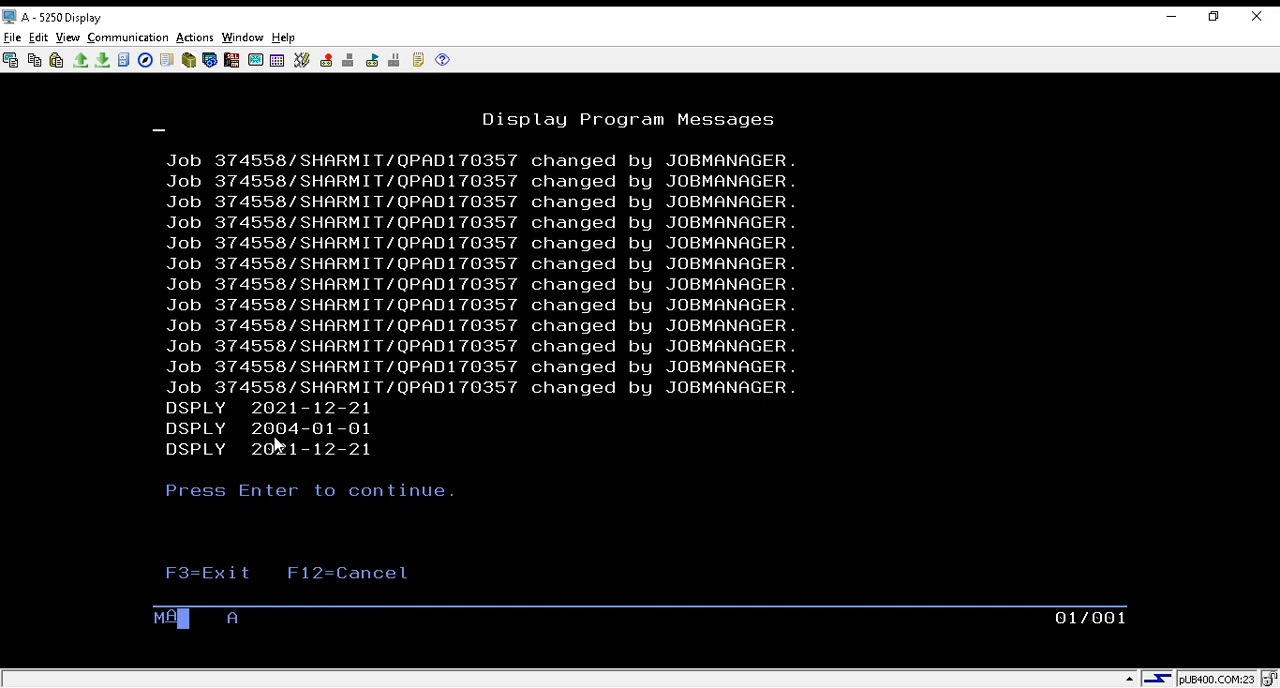 A - 5250 Display
File Edit View Communication Actions Window Help
Display Program Messages
Job 374558/SHARMIT/QPAD170357 changed by JOBMANAGER.
Job 374558/SHARMIT/QPAD170357 changed by JOBMANAGER.
Job 374558/SHARMIT/QPAD170357 changed by JOBMANAGER.
Job 374558/SHARMIT/QPAD170357 changed by JOBMANAGER.
Job 374558/SHARMIT/QPAD170357 changed by JOBMANAGER.
Job 374558/SHARMIT/QPAD170357 changed by JOBMANAGER.
Job 374558/SHARMIT/QPAD170357 changed by JOBMANAGER.
Job 374558/SHARMIT/QPAD170357 changed by JOBMANAGER.
Job 374558/SHARMIT/QPAD170357 changed by JOBMANAGER.
Job 374558/SHARMIT/QPAD170357 changed by JOBMANAGER.
Job 374558/SHARMIT/QPAD170357 changed by JOBMANAGER.
Job 374558/SHARMIT/QPAD170357 changed by JOBMANAGER.
DSPLY 2021-12-21
DSPLY 2004-01-01
DSPLY 2021-12-21
Press Enter to continue.
F3=Exit F12=Cancel
MA A 01/001
pUB400.COM:23